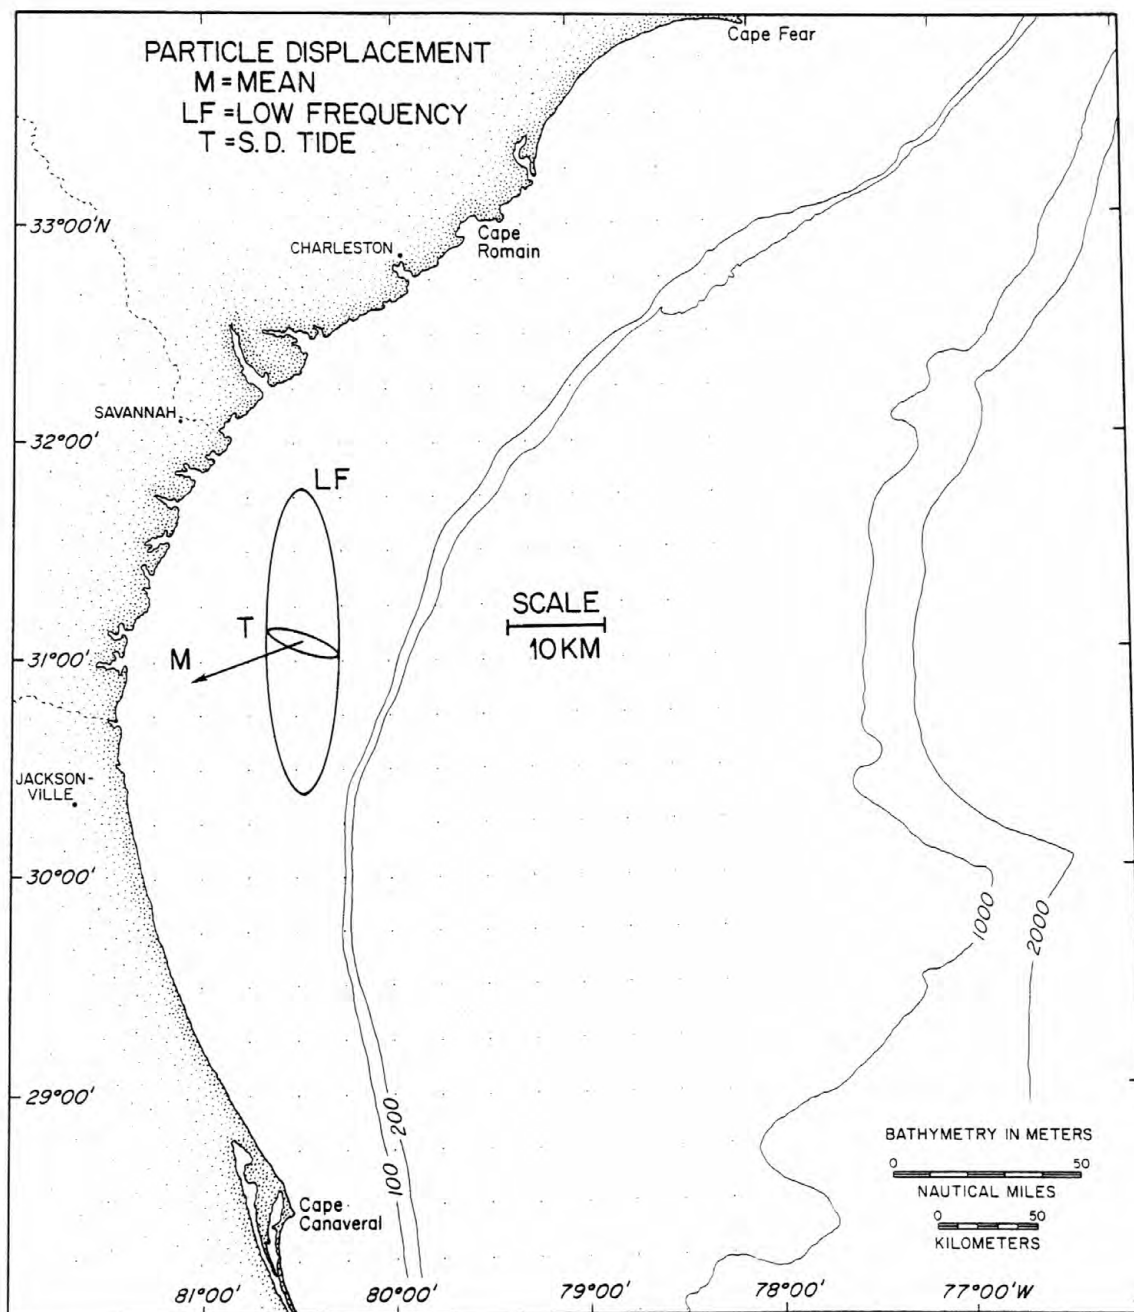 PARTICLE DISPLACEMENT
M = MEAN
LF = LOW FREQUENCY
T = S.D. TIDE
Cape Fear
33°00'N
CHARLESTON
Cape
Romain
SAVANNAH
32°00'
LF
SCALE
10 KM
T
M
31°00'
JACKSON-
VILLE
30°00'
1000
2000
29°00'
100
200
BATHYMETRY IN METERS
0 50
NAUTICAL MILES
0 50
KILOMETERS
Cape
Canaveral
81°00' 80°00' 79°00' 78°00' 77°00'W